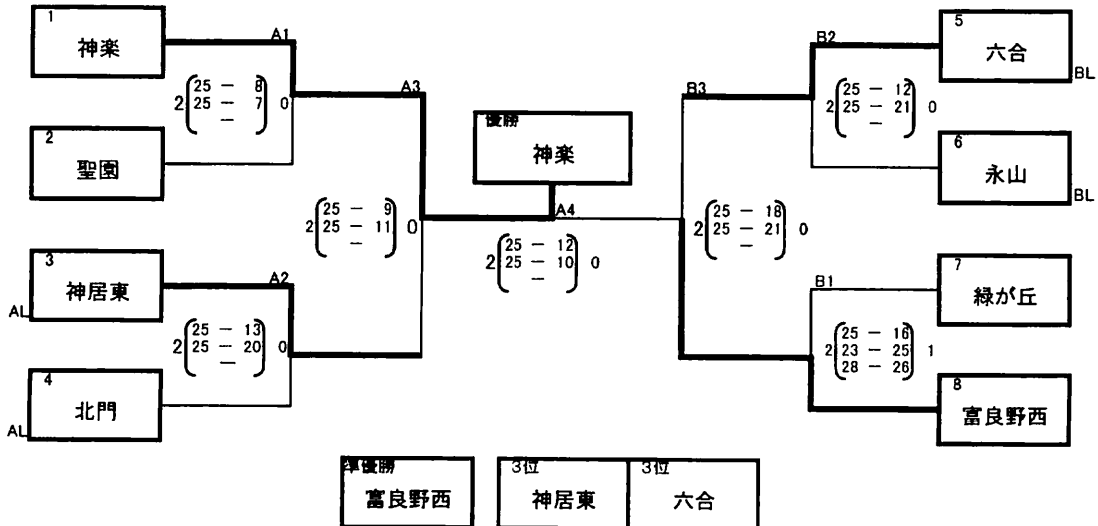 1
神楽
A1
2 25 － 8 0
25 － 7
－
2
聖園
A3
2 25 － 9 0
25 － 11
－
3
神居東
AL
A2
2 25 － 13 0
25 － 20
－
4
北門
AL
優勝
神楽
A4
2 25 － 12 0
25 － 10
－
B3
2 25 － 18 0
25 － 21
－
B2
5
六合
BL
2 25 － 12 0
25 － 21
－
6
永山
BL
B1
7
緑が丘
2 25 － 16 1
23 － 25
28 － 26
8
富良野西
準優勝
富良野西
3位
神居東
3位
六合